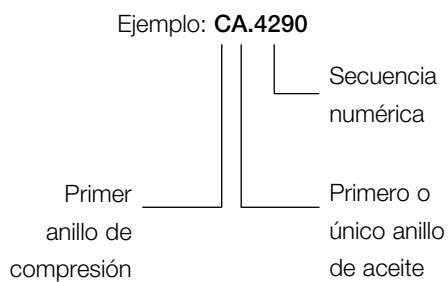 Ejemplo: CA.4290
Secuencia
numérica
Primer
anillo de
compresión
Primero o
único anillo
de aceite